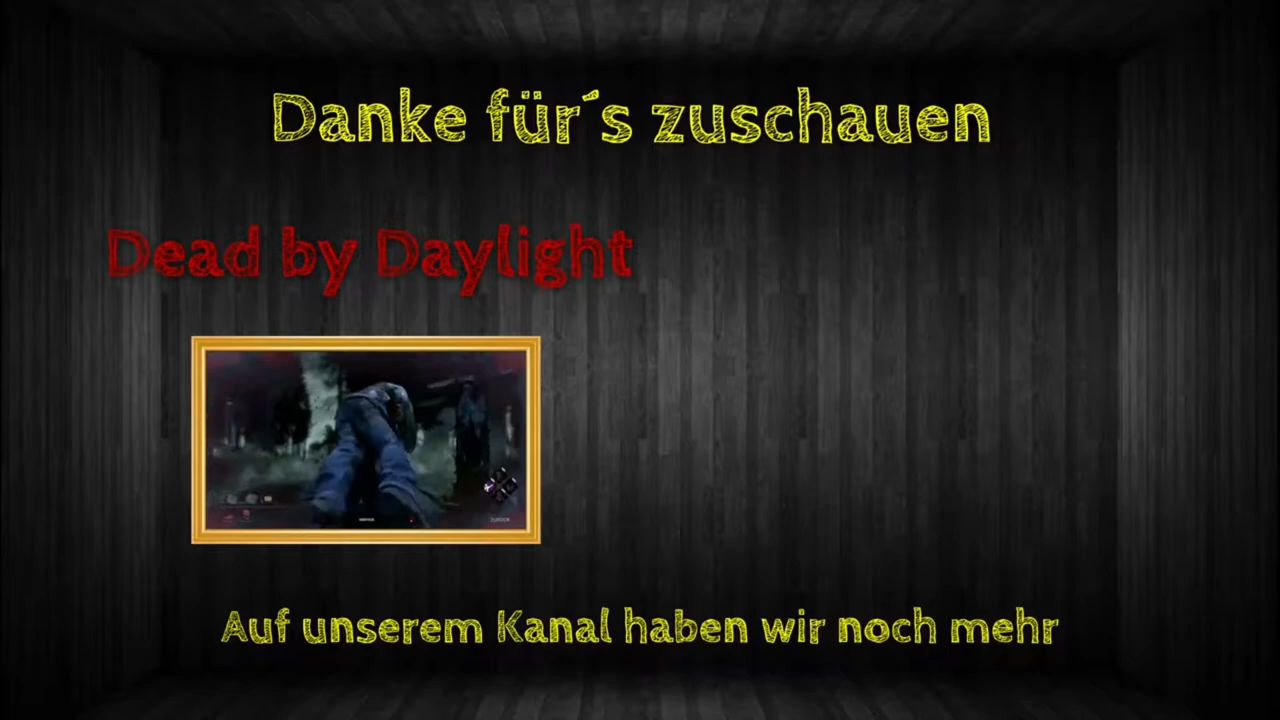 Danke für´s zuschauen
Dead by Daylight
Auf unserem Kanal haben wir noch mehr